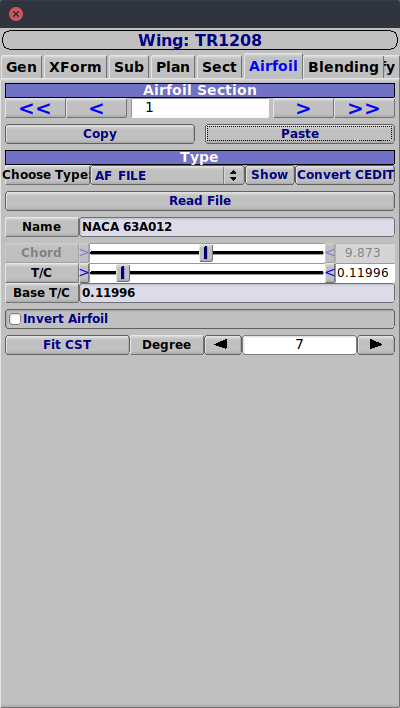 Wing: TR1208
Gen XForm Sub Plan Sect Airfoil Blending fy
Airfoil Section
<< < 1 > >>
Copy Paste
Type
Choose Type AF_FILE Show Convert CEDIT
Read File
Name NACA 63A012
Chord > < 9.873
T/C > < 0.11996
Base T/C 0.11996
Invert Airfoil
Fit CST Degree 7